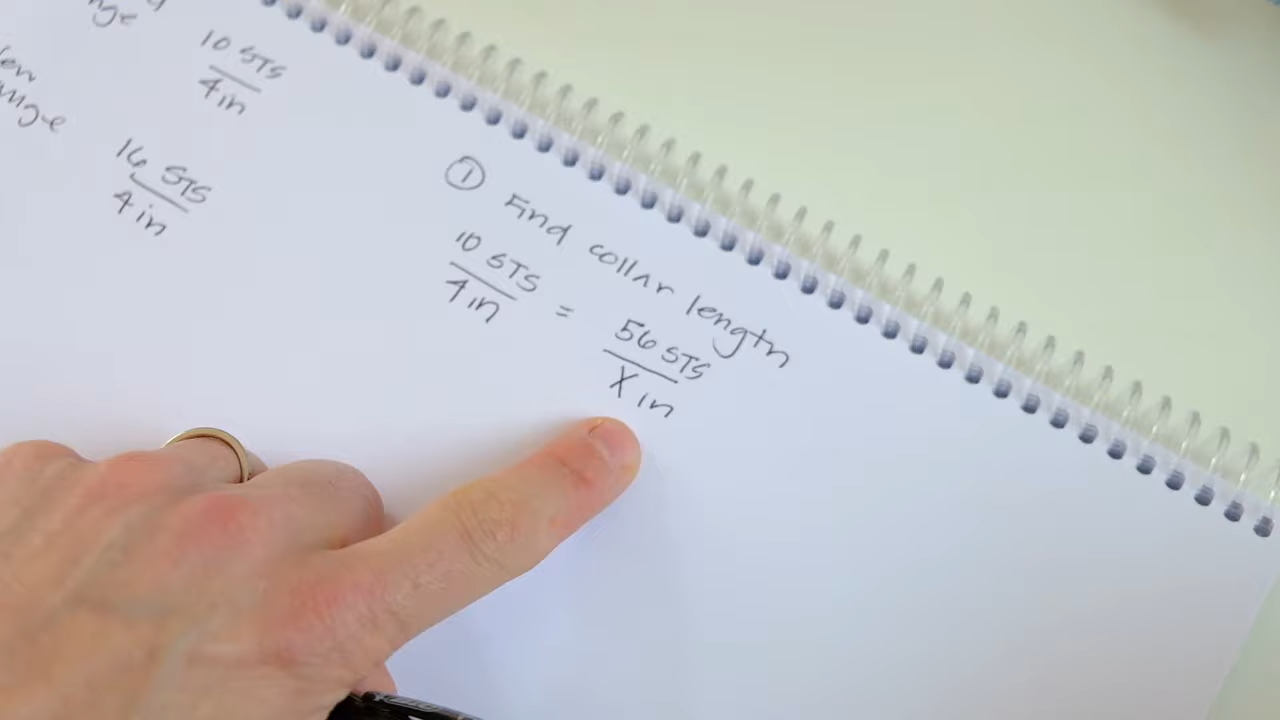 10 STS
4 in
16 STS
4 in
① Find collar length
10 STS
4 in
=
56 STS
X in